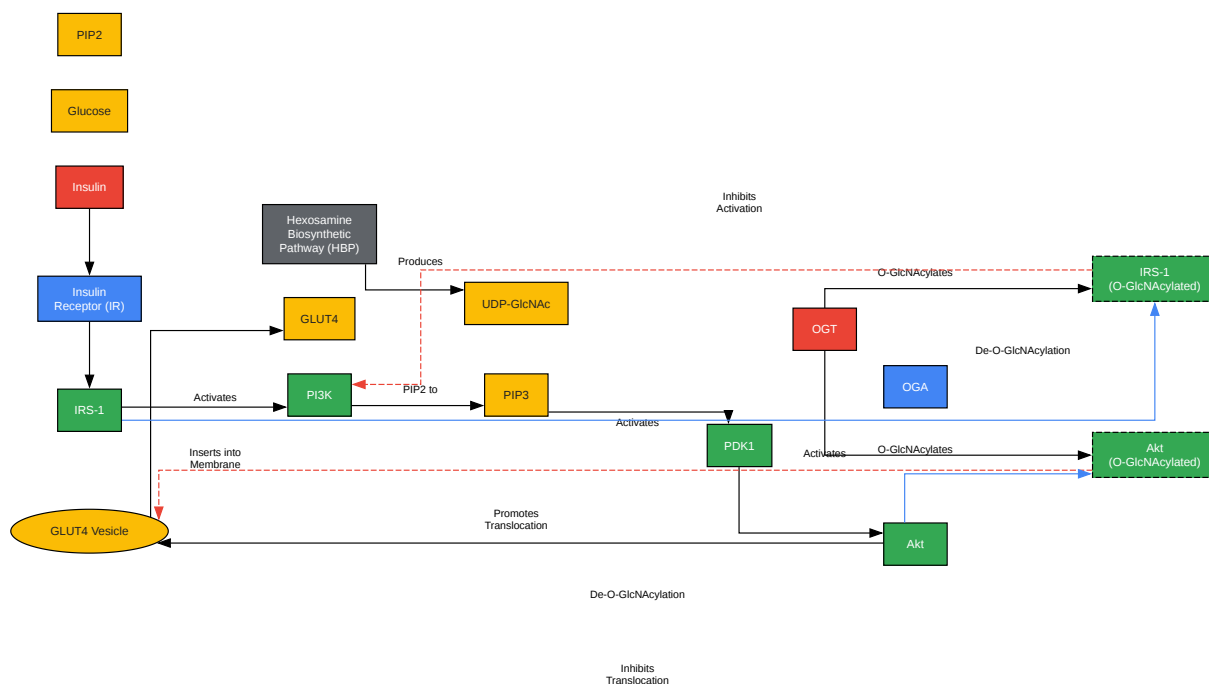 PIP2
Glucose
Insulin
Inhibits
Activation
Hexosamine
Biosynthetic
Pathway (HBP)
Produces
O-GlcNAcylates
IRS-1
(O-GlcNAcylated)
Insulin
Receptor (IR)
UDP-GlcNAc
GLUT4
OGT
De-O-GlcNAcylation
OGA
PI3K
PIP2 to
PIP3
IRS-1
Activates
Activates
PDK1
Inserts into
Membrane
Activates
O-GlcNAcylates
Akt
(O-GlcNAcylated)
GLUT4 Vesicle
Promotes
Translocation
Akt
De-O-GlcNAcylation
Inhibits
Translocation